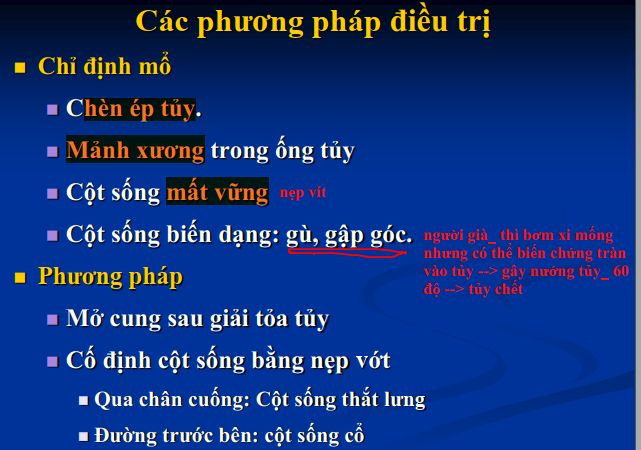 Các phương pháp điều trị
Chỉ định mổ
Chèn ép tủy.
Mảnh xương trong ống tủy
Cột sống mất vững nẹp vít
Cột sống biến dạng: gù, gập góc.
người già_ thì bơm xi mống
nhưng có thể biến chứng tràn
vào tủy --> gây nướng tủy_ 60
độ --> tủy chết
Phương pháp
Mở cung sau giải tỏa tủy
Cố định cột sống bằng nẹp vớt
Qua chân cuống: Cột sống thắt lưng
Đường trước bên: cột sống cổ